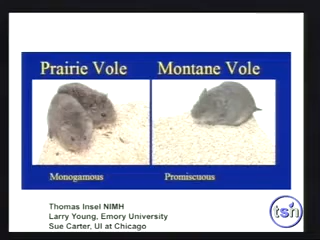 Prairie Vole Montane Vole
Monogamous Promiscuous
Thomas Insel NIMH
Larry Young, Emory University
Sue Carter, UI at Chicago
tsn